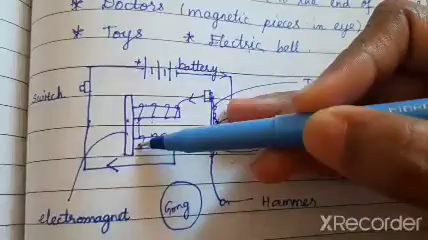 * Doctors (magnetic pieces in eye)
* Toys * Electric bell.
battery
Switch
electromagnet
Gong
Hammer
XRecorder